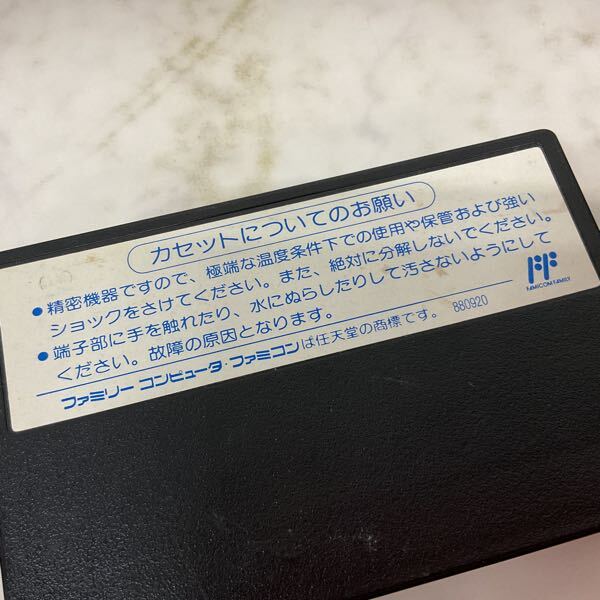 カセットについてのお願い
●精密機器ですので、極端な温度条件下での使用や保管および強い
ショックをさけてください。また、絶対に分解しないでください。
●端子部に手を触れたり、水にぬらしたりして汚さないようにして
ください。故障の原因となります。
ファミリーコンピュータ・ファミコンは任天堂の商標です。 880920
FF
FAMICOM FAMILY